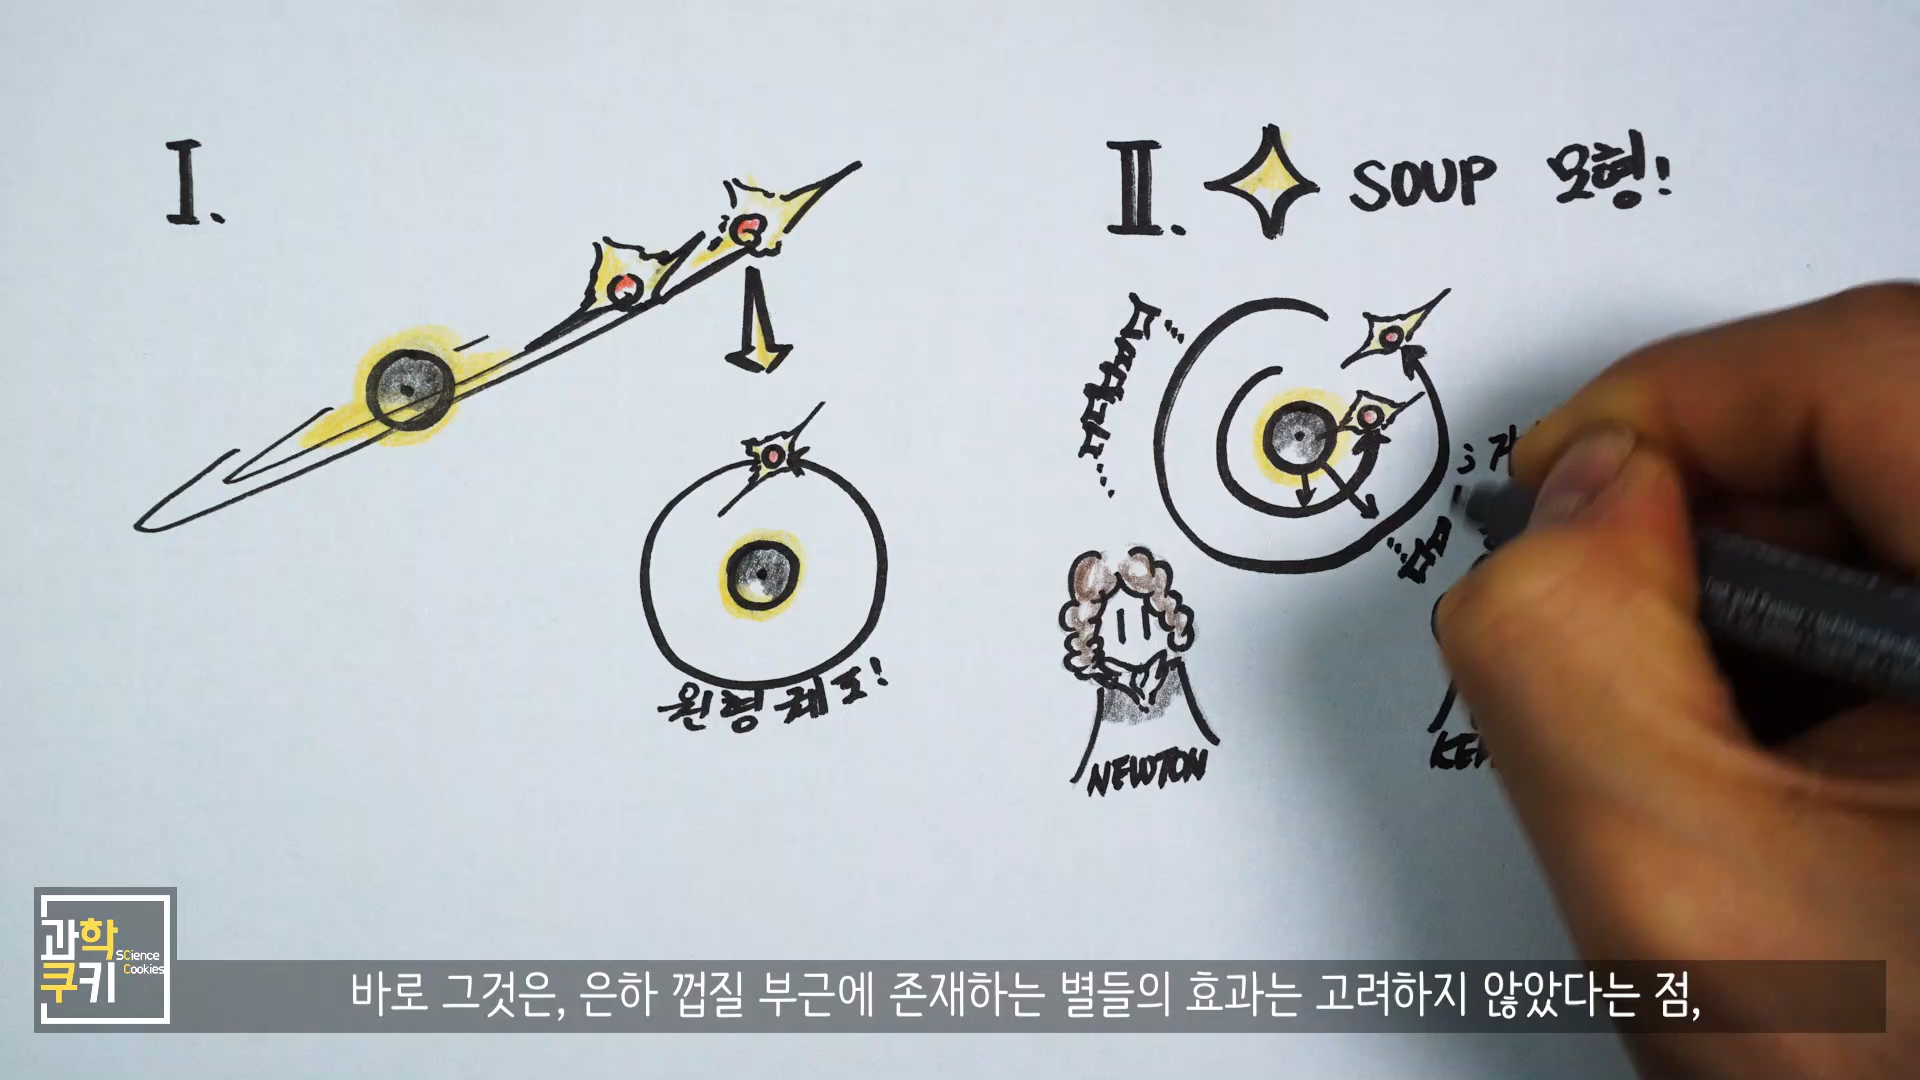 I.
II. SOUP 모형!
원형궤도!
NEWTON
과학
쿠키
Science
Cookies
바로 그것은, 은하 껍질 부근에 존재하는 별들의 효과는 고려하지 않았다는 점,